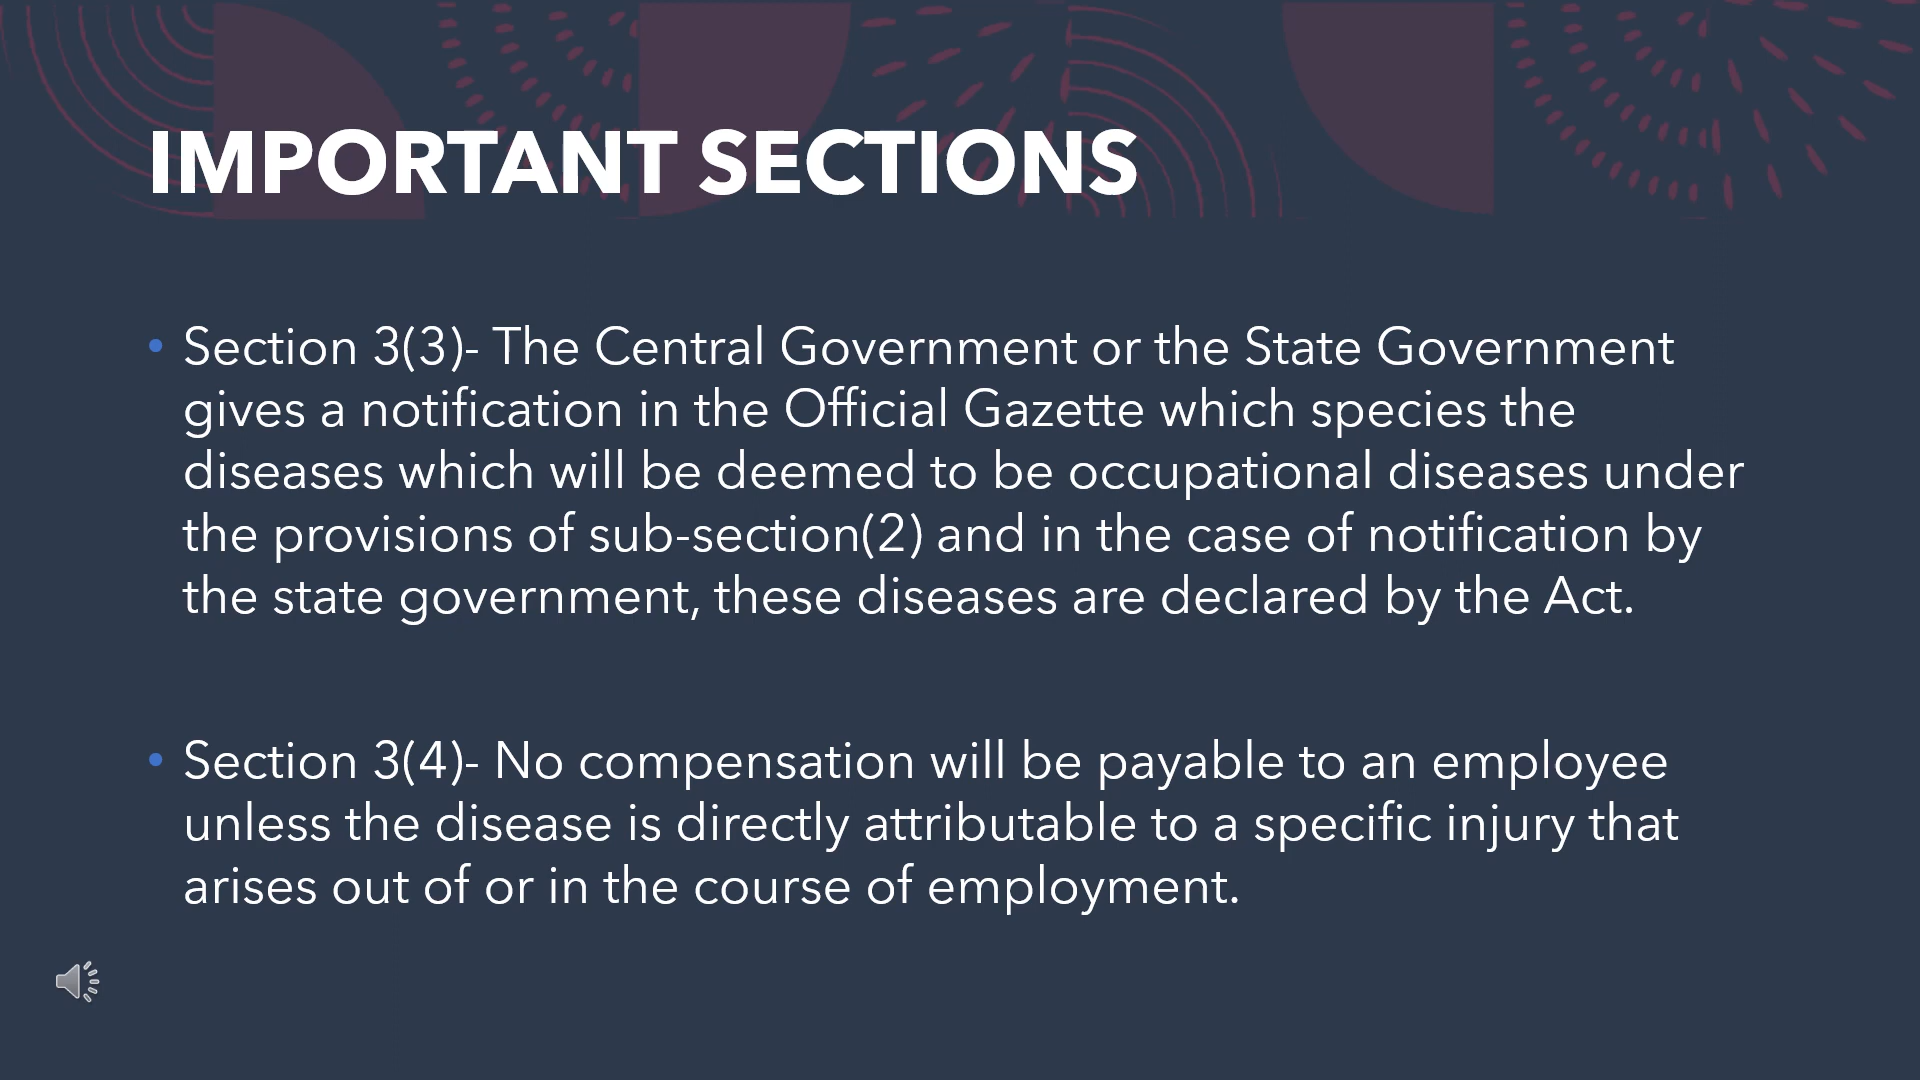 IMPORTANT SECTIONS
• Section 3(3)- The Central Government or the State Government
gives a notification in the Official Gazette which species the
diseases which will be deemed to be occupational diseases under
the provisions of sub-section(2) and in the case of notification by
the state government, these diseases are declared by the Act.
• Section 3(4)- No compensation will be payable to an employee
unless the disease is directly attributable to a specific injury that
arises out of or in the course of employment.